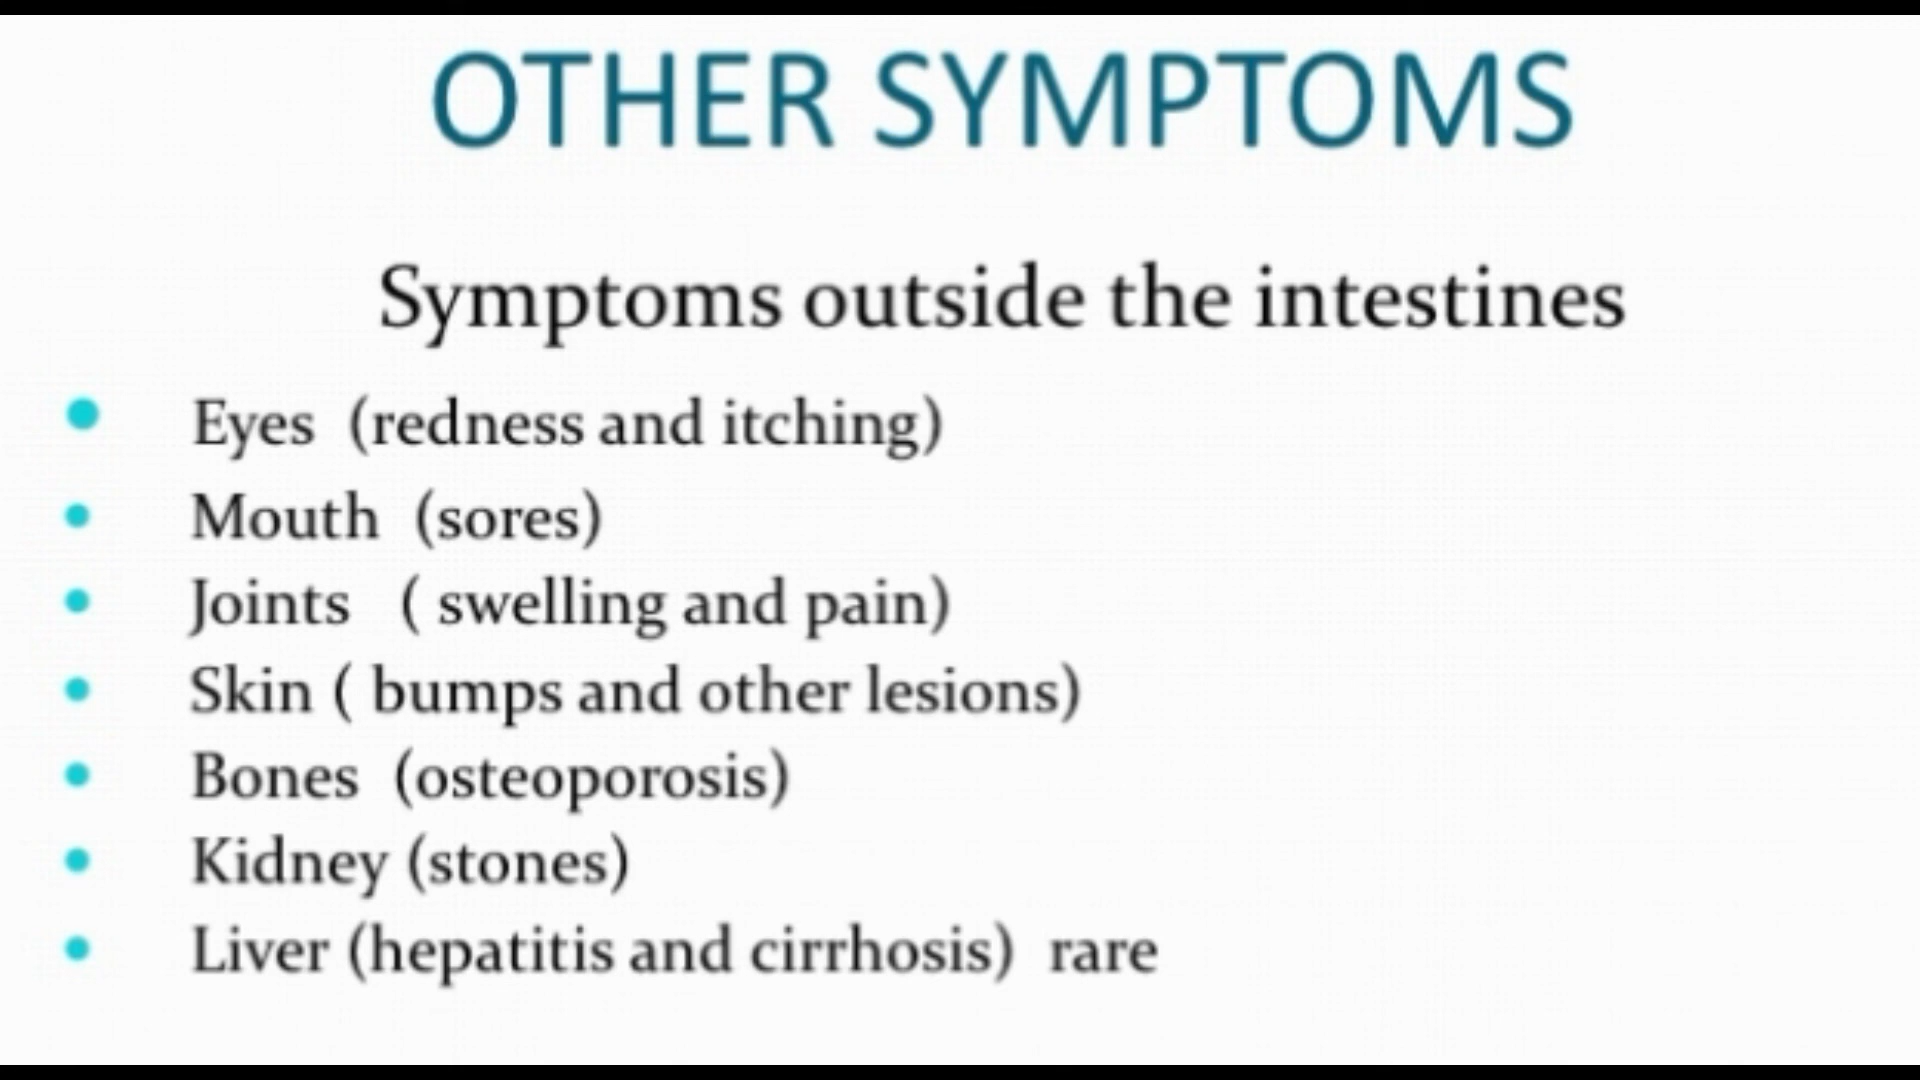 OTHER SYMPTOMS
Symptoms outside the intestines
• Eyes (redness and itching)
• Mouth (sores)
• Joints ( swelling and pain)
• Skin ( bumps and other lesions)
• Bones (osteoporosis)
• Kidney (stones)
• Liver (hepatitis and cirrhosis) rare